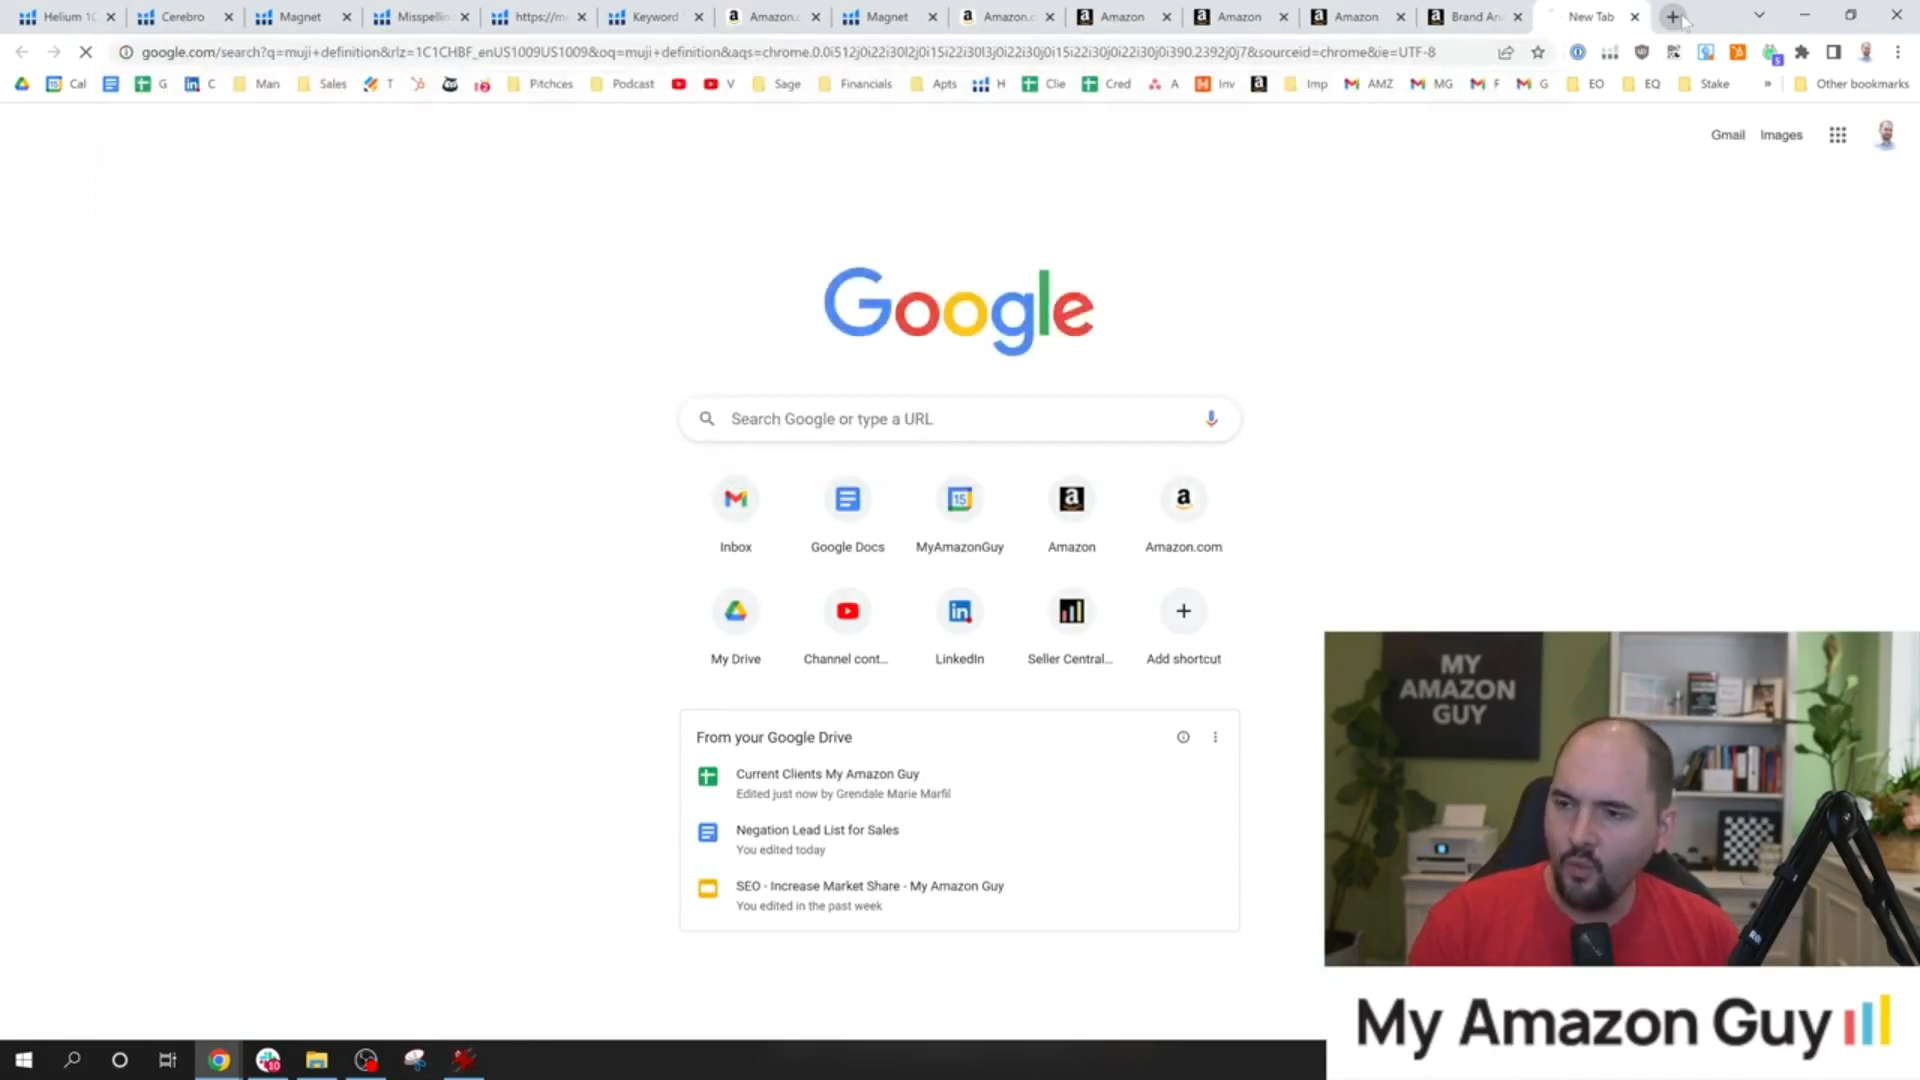 Helium 10
Cerebro
Magnet
Misspellin
https://m
Keyword
Amazon.c
Magnet
Amazon.c
Amazon
Amazon
Amazon
Brand An
New Tab
google.com/search?q=muji+definition&rlz=1C1CHBF_enUS1009US1009&oq=muji+definition&aqs=chrome.0.0i512j0i22i30l2j0i15i22i30l3j0i22i30j0i15i22i30j0i22i30j0i390.2392j0j7&sourceid=chrome&ie=UTF-8
Cal
G
C
Man
Sales
T
Pitchces
Podcast
V
Sage
Financials
Apts
H
Clie
Cred
A
Inv
Imp
AMZ
MG
F
G
EO
EQ
Stake
»
Other bookmarks
Gmail
Images
Google
Search Google or type a URL
Inbox
Google Docs
MyAmazonGuy
Amazon
Amazon.com
My Drive
Channel cont...
LinkedIn
Seller Central...
Add shortcut
From your Google Drive
Current Clients My Amazon Guy
Edited just now by Grendale Marie Marfil
Negation Lead List for Sales
You edited today
SEO - Increase Market Share - My Amazon Guy
You edited in the past week
MY
AMAZON
GUY
My Amazon Guy